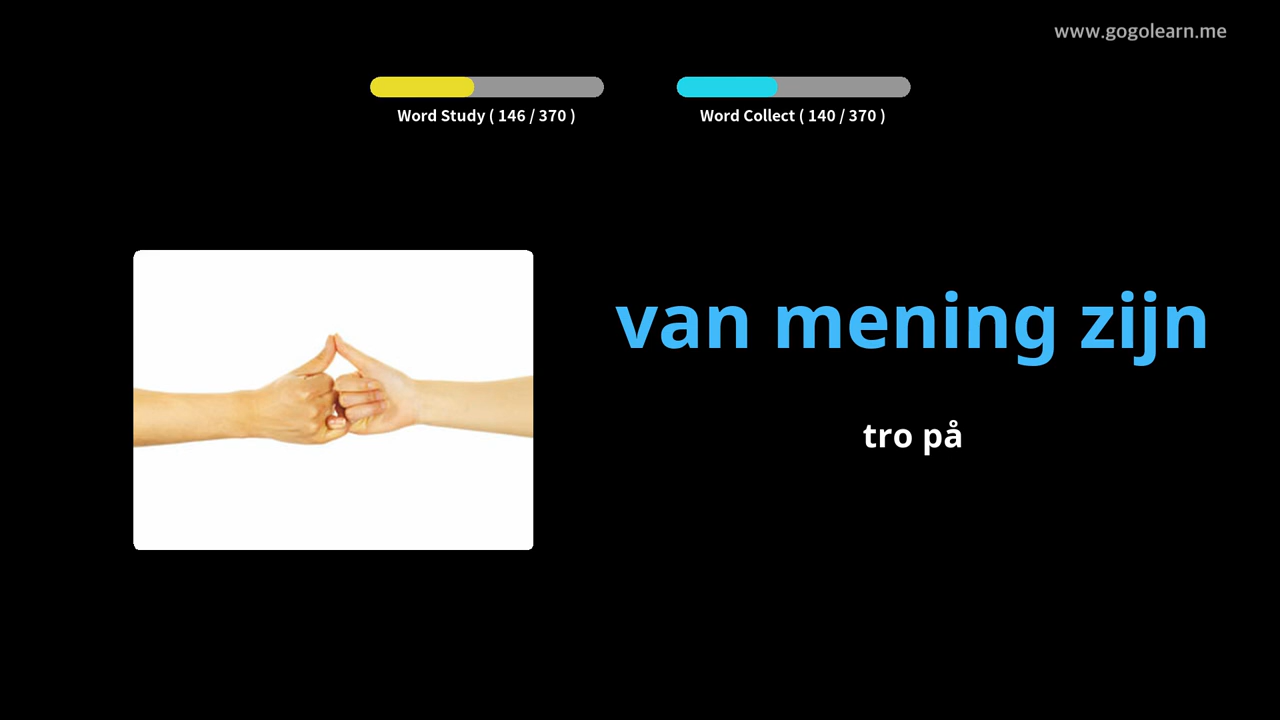 www.gogolearn.me
Word Study ( 146 / 370 )
Word Collect ( 140 / 370 )
van mening zijn
tro på